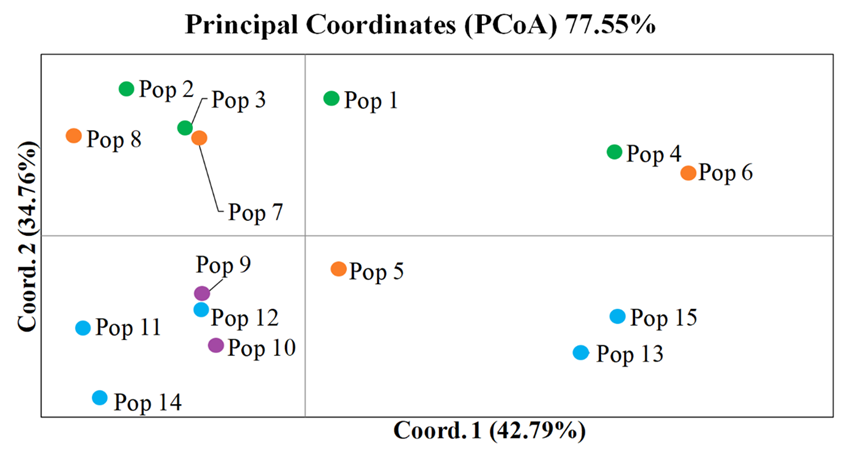 Principal Coordinates (PCoA) 77.55%
Pop 2
Pop 3
Pop 1
Pop 8
Pop 4
Pop 6
Pop 7
Pop 9
Pop 5
Pop 11
Pop 12
Pop 15
Pop 10
Pop 13
Pop 14
Coord. 2 (34.76%)
Coord. 1 (42.79%)